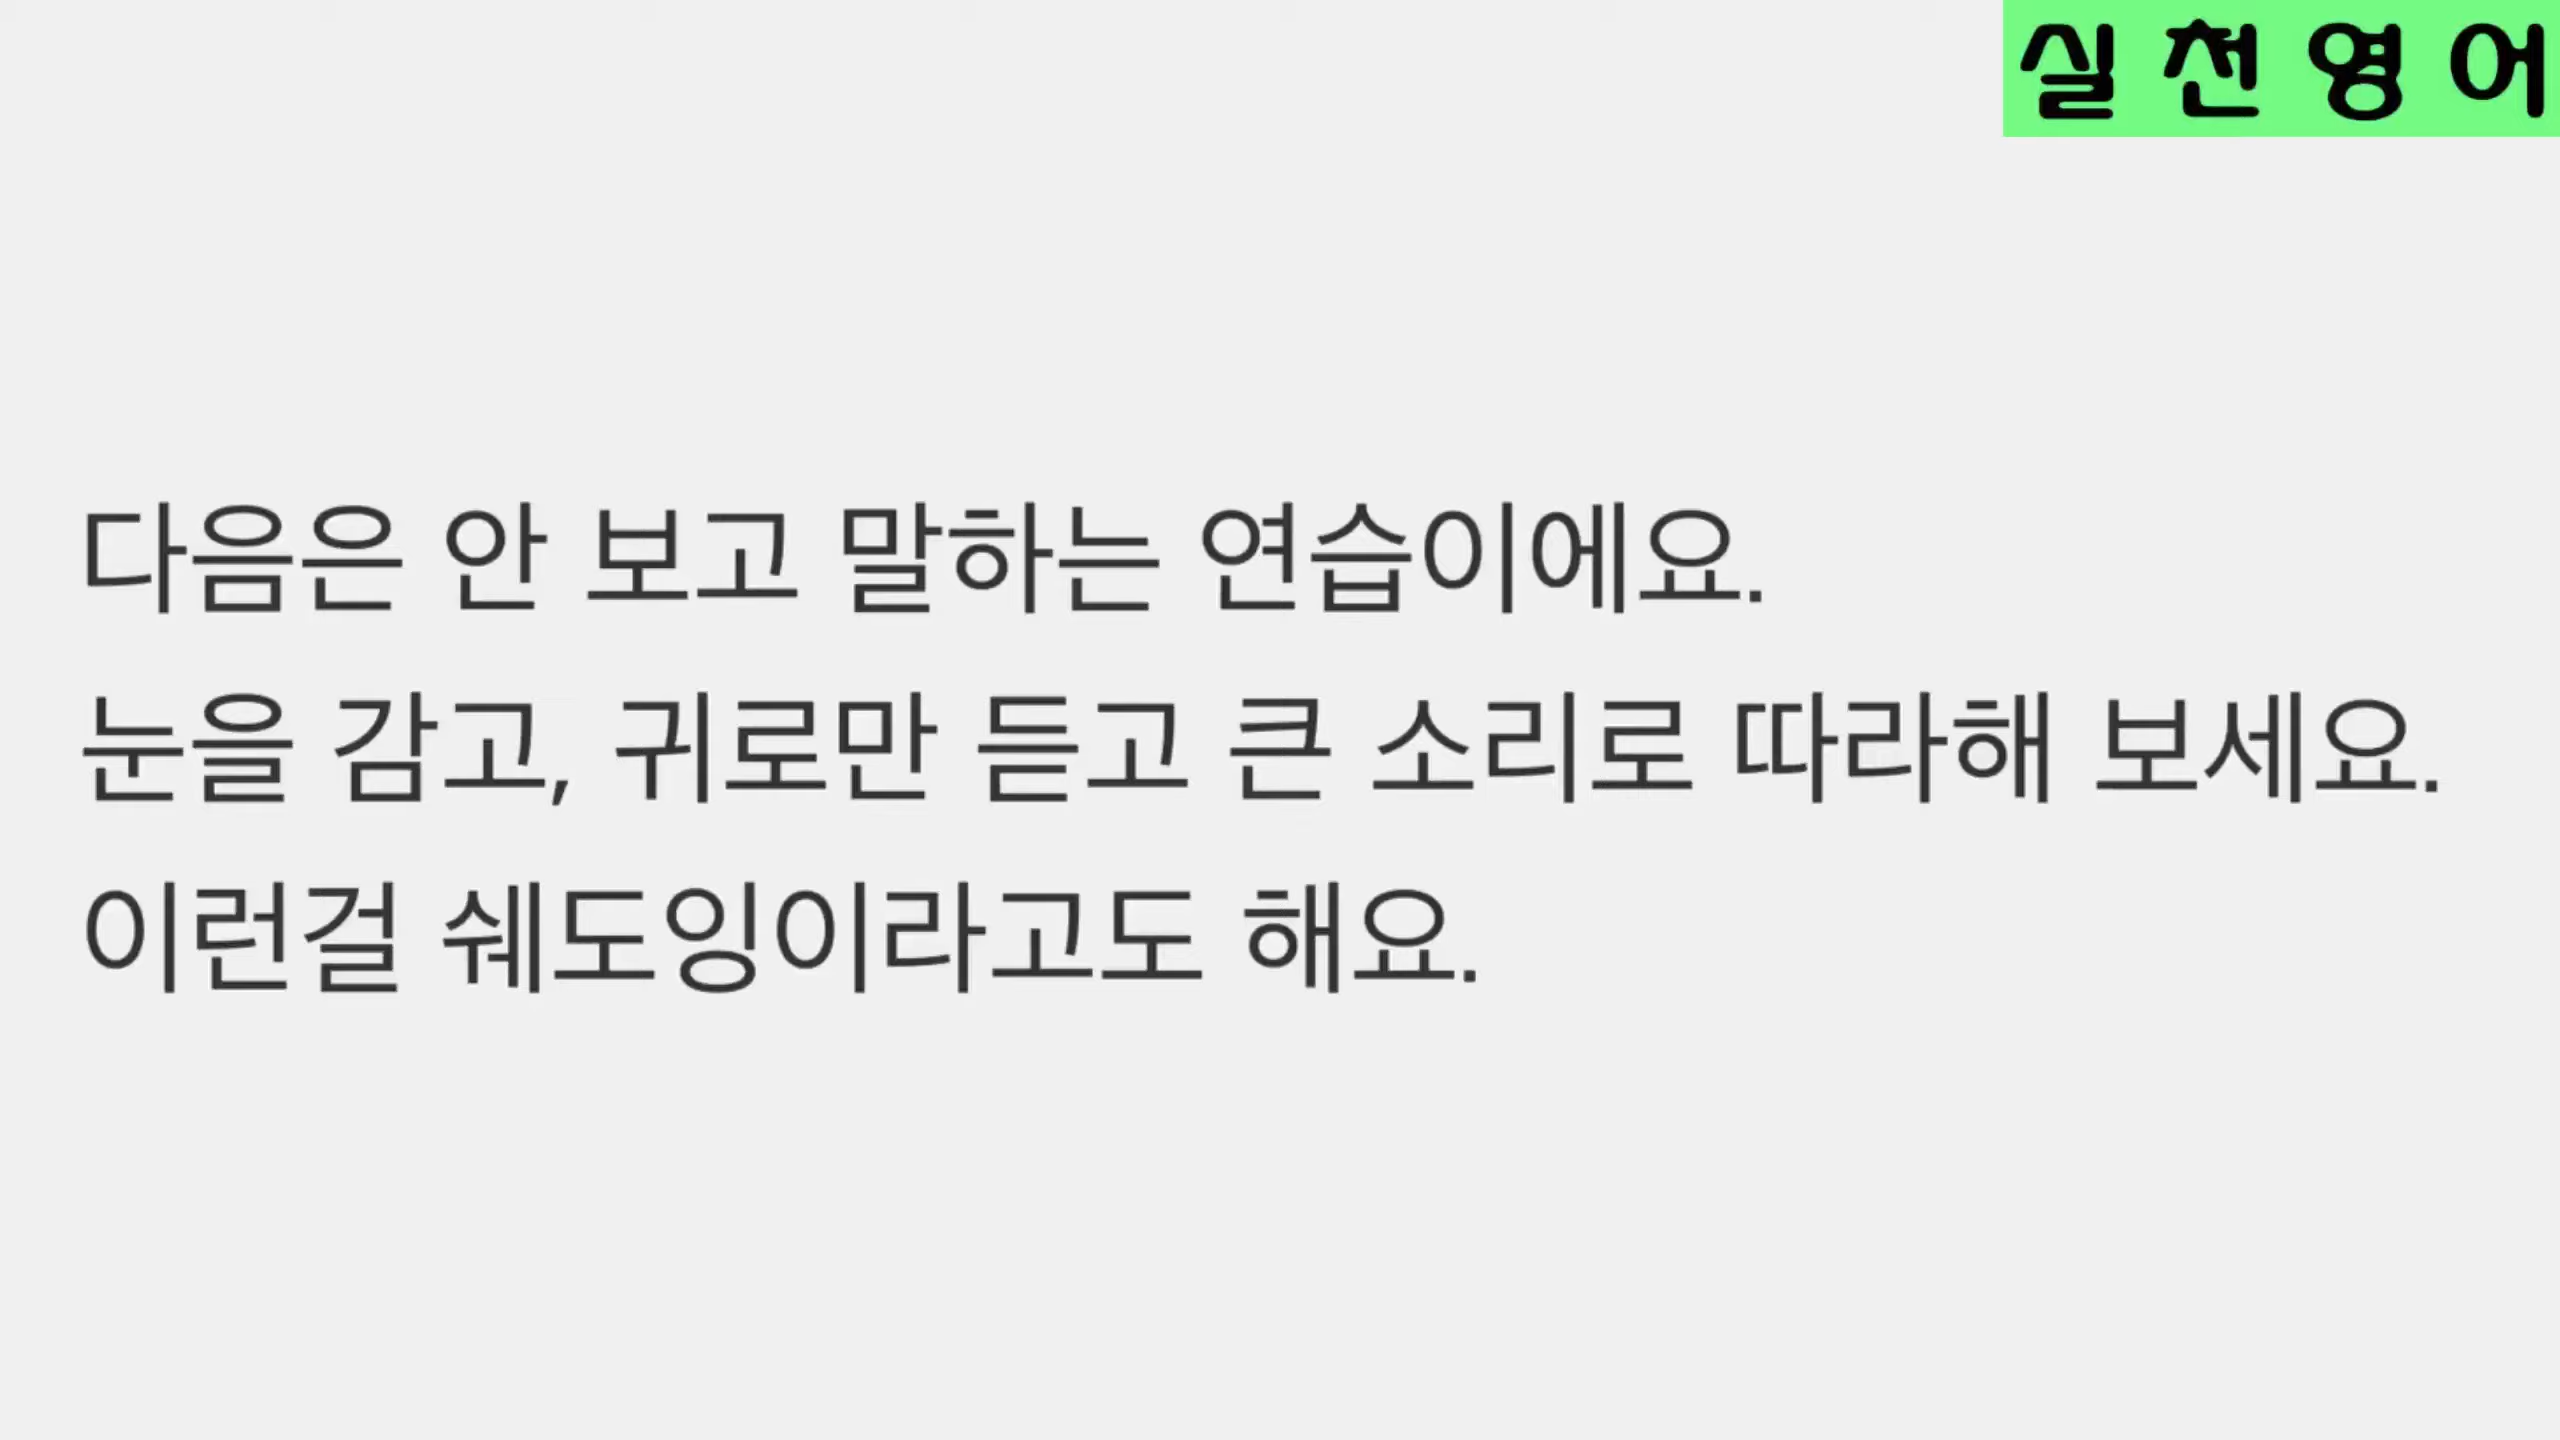 실천영어
다음은 안 보고 말하는 연습이에요.
눈을 감고, 귀로만 듣고 큰 소리로 따라해 보세요.
이런걸 쉐도잉이라고도 해요.